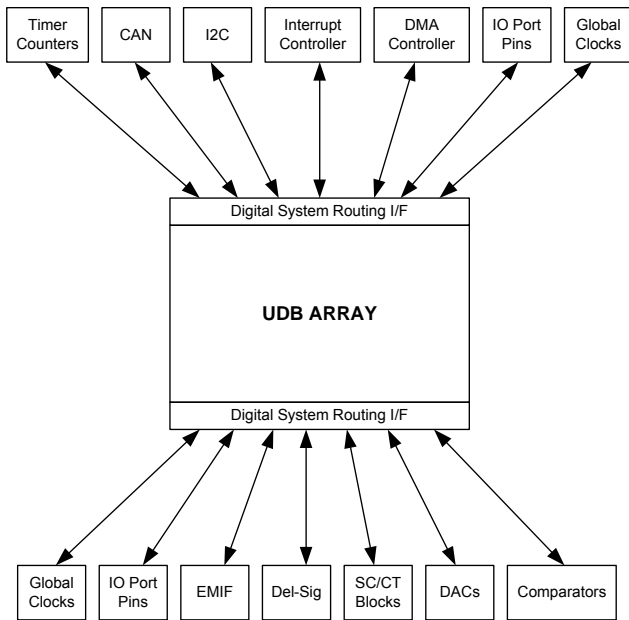 Timer
Counters
CAN
I2C
Interrupt
Controller
DMA
Controller
IO Port
Pins
Global
Clocks
Digital System Routing I/F
UDB ARRAY
Digital System Routing I/F
Global
Clocks
IO Port
Pins
EMIF
Del-Sig
SC/CT
Blocks
DACs
Comparators